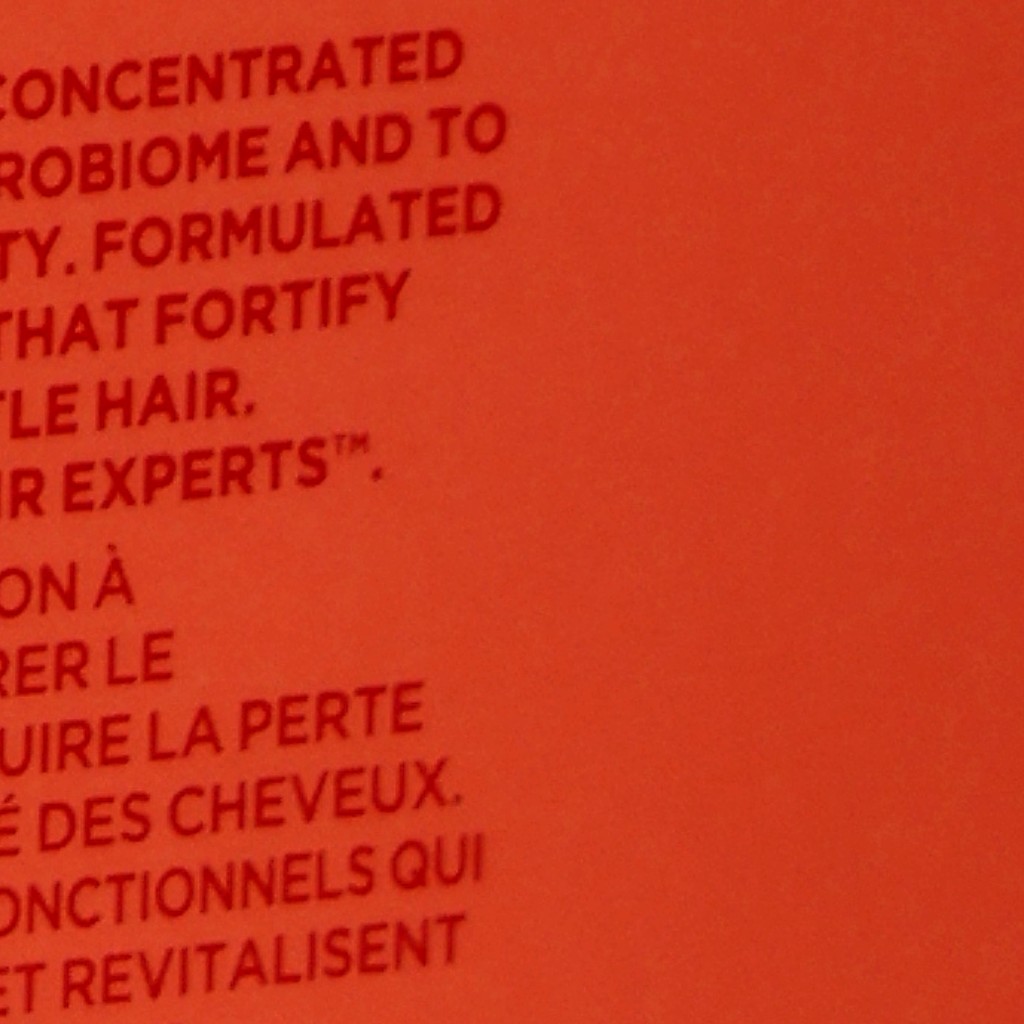 CONCENTRATED
ROBIOME AND TO
TY. FORMULATED
THAT FORTIFY
TLE HAIR.
IR EXPERTS™.
ON À
RER LE
UIRE LA PERTE
É DES CHEVEUX.
ONCTIONNELS QUI
ET REVITALISENT